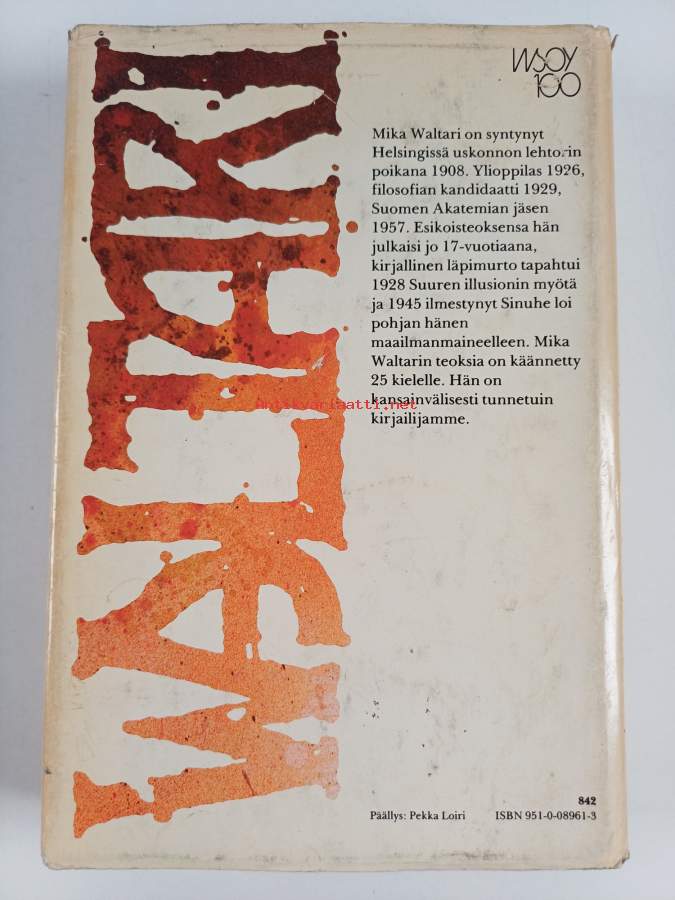 WALTARI
WSOY
100
Mika Waltari on syntynyt
Helsingissä uskonnon lehtorin
poikana 1908. Ylioppilas 1926,
filosofian kandidaatti 1929,
Suomen Akatemian jäsen
1957. Esikoisteoksensa hän
julkaisi jo 17-vuotiaana,
kirjallinen läpimurto tapahtui
1928 Suuren illusionin myötä
ja 1945 ilmestynyt Sinuhe loi
pohjan hänen
maailmanmaineelleen. Mika
Waltarin teoksia on käännetty
25 kielelle. Hän on
kansainvälisesti tunnetuin
kirjailijamme.
Antikvariaatti.net
842
Päällys: Pekka Loiri ISBN 951-0-08961-3